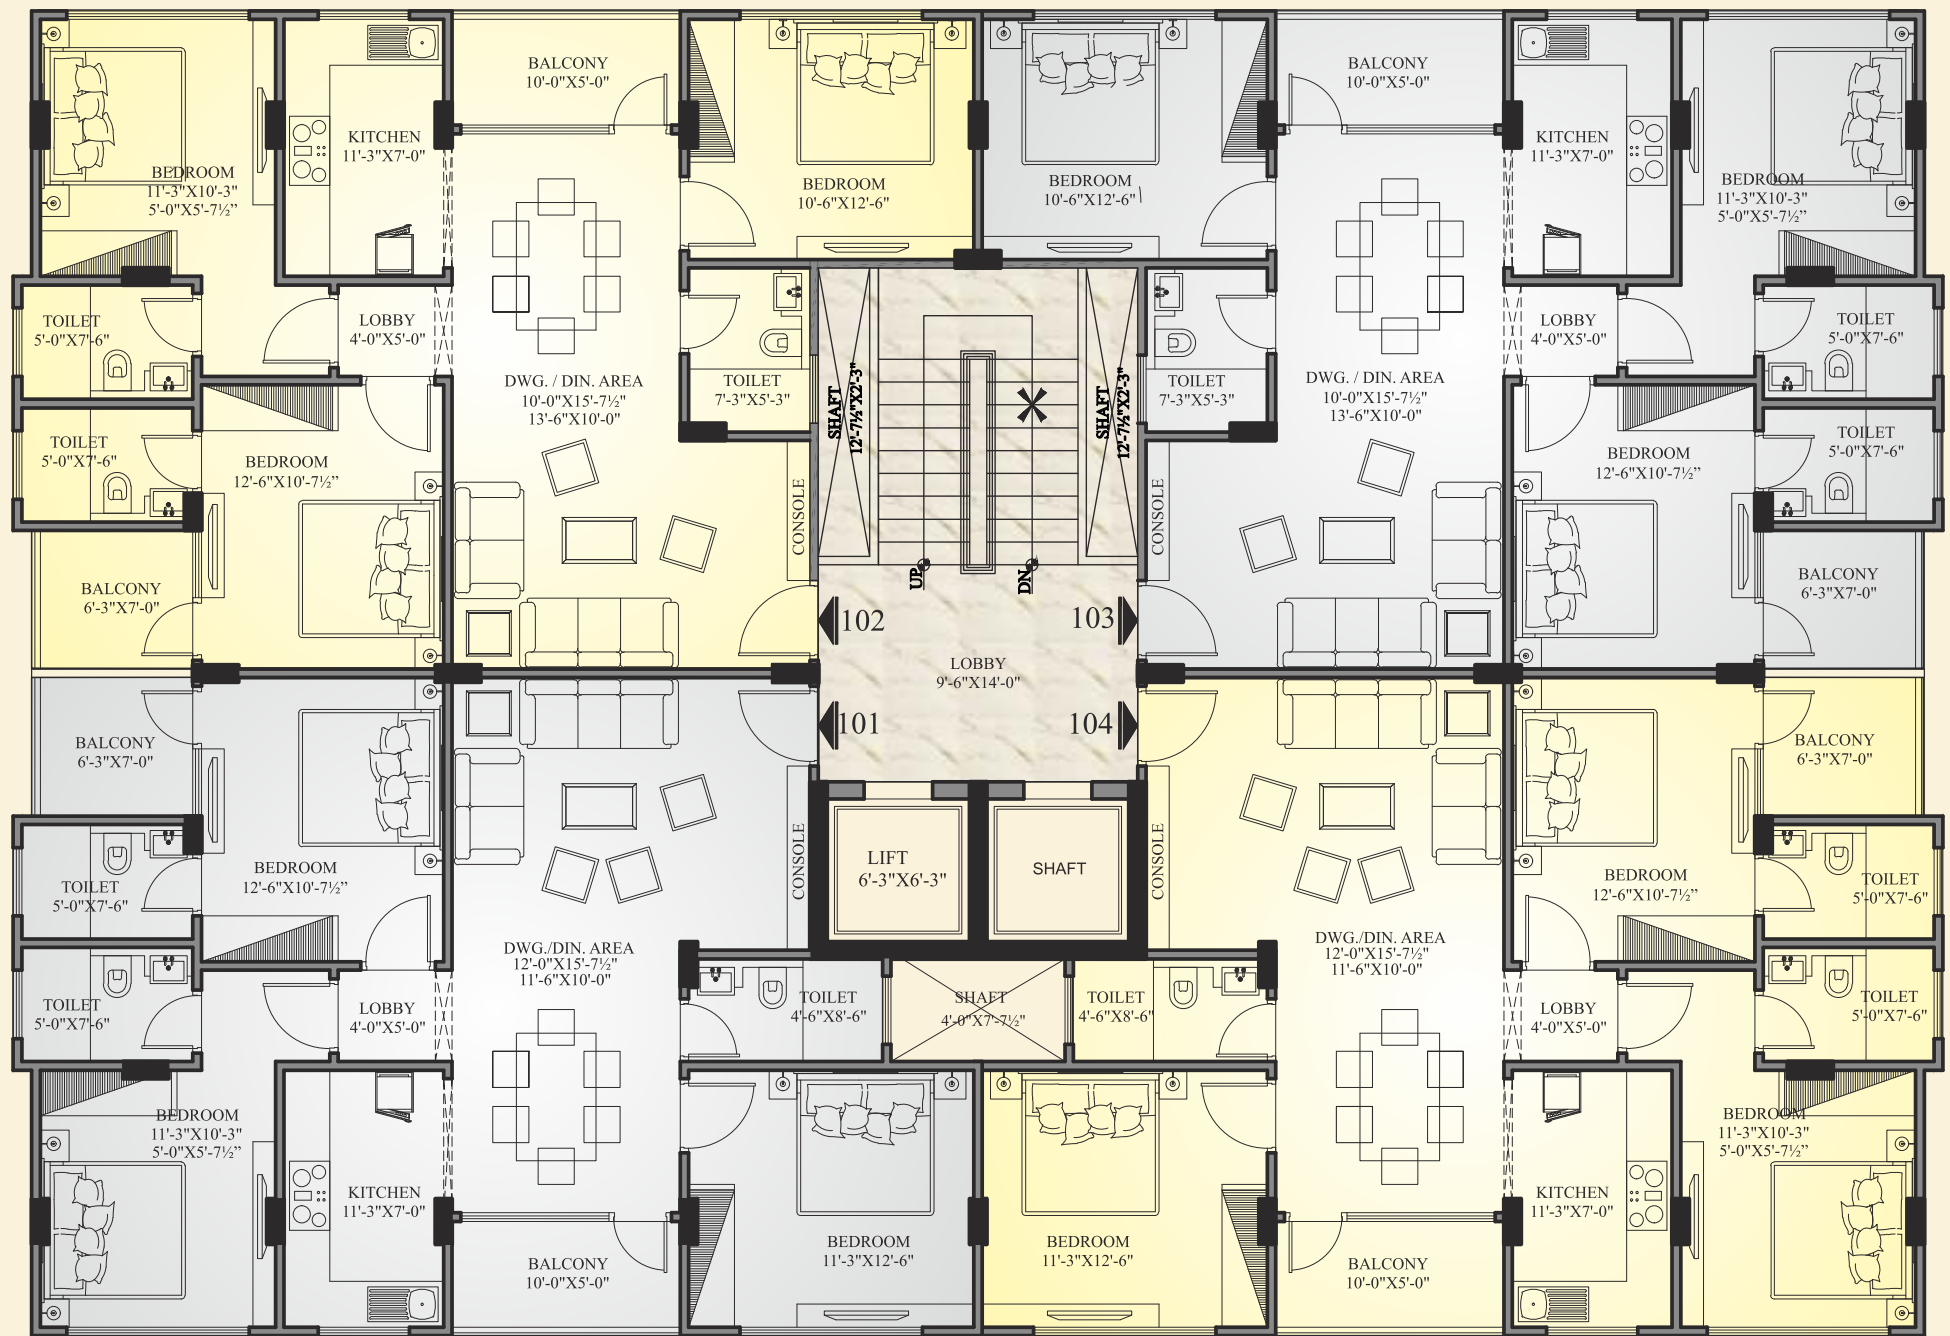 BALCONY
10'-0"X5'-0"
BALCONY
10'-0"X5'-0"
KITCHEN
11'-3"X7'-0"
KITCHEN
11'-3"X7'-0"
BEDROOM
11'-3"X10'-3"
5'-0"X5'-7½”
BEDROOM
10'-6"X12'-6"
BEDROOM
10'-6"X12'-6"
BEDROOM
11'-3"X10'-3"
5'-0"X5'-7½”
TOILET
5'-0"X7'-6"
LOBBY
4'-0"X5'-0"
LOBBY
4'-0"X5'-0"
TOILET
5'-0"X7'-6"
DWG. / DIN. AREA
10'-0"X15'-7½"
13'-6"X10'-0"
TOILET
7'-3"X5'-3"
SHAFT
12'-7½"X2'-3"
SHAFT
12'-7½"X2'-3"
TOILET
7'-3"X5'-3"
DWG. / DIN. AREA
10'-0"X15'-7½"
13'-6"X10'-0"
TOILET
5'-0"X7'-6"
BEDROOM
12'-6"X10'-7½”
BEDROOM
12'-6"X10'-7½”
TOILET
5'-0"X7'-6"
CONSOLE
CONSOLE
BALCONY
6'-3"X7'-0"
UP
DN
BALCONY
6'-3"X7'-0"
102
103
LOBBY
9'-6"X14'-0"
101
104
BALCONY
6'-3"X7'-0"
BALCONY
6'-3"X7'-0"
CONSOLE
LIFT
6'-3"X6'-3"
SHAFT
CONSOLE
TOILET
5'-0"X7'-6"
BEDROOM
12'-6"X10'-7½”
BEDROOM
12'-6"X10'-7½”
TOILET
5'-0"X7'-6"
DWG./DIN. AREA
12'-0"X15'-7½"
11'-6"X10'-0"
DWG./DIN. AREA
12'-0"X15'-7½"
11'-6"X10'-0"
TOILET
5'-0"X7'-6"
LOBBY
4'-0"X5'-0"
TOILET
4'-6"X8'-6"
SHAFT
4'-0"X7'-7½"
TOILET
4'-6"X8'-6"
LOBBY
4'-0"X5'-0"
TOILET
5'-0"X7'-6"
BEDROOM
11'-3"X10'-3"
5'-0"X5'-7½”
BEDROOM
11'-3"X10'-3"
5'-0"X5'-7½”
KITCHEN
11'-3"X7'-0"
KITCHEN
11'-3"X7'-0"
BALCONY
10'-0"X5'-0"
BEDROOM
11'-3"X12'-6"
BEDROOM
11'-3"X12'-6"
BALCONY
10'-0"X5'-0"